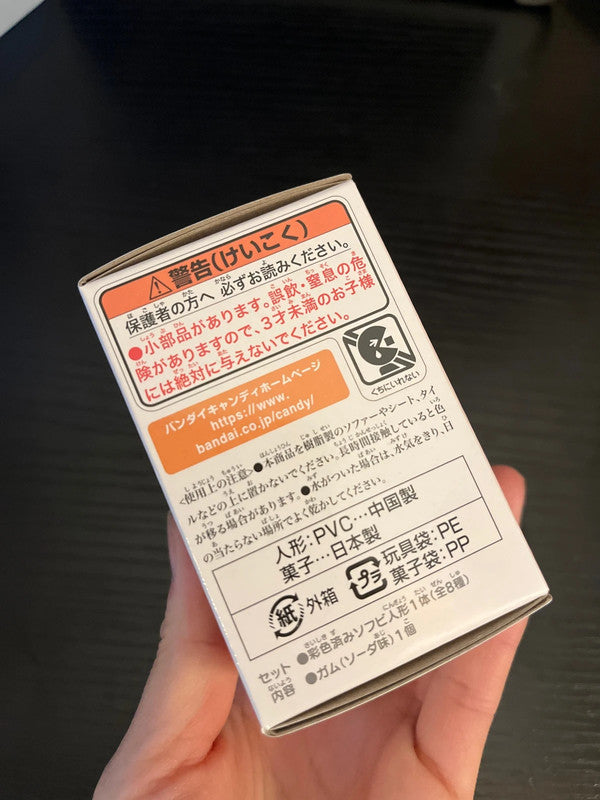 警告(けいこく)
保護者の方へ 必ずお読みください。
●小部品があります。誤飲・窒息の危
険がありますので、3才未満のお子様
には絶対に与えないでください。
くちにいれない
バンダイキャンディホームページ
https://www.
bandai.co.jp/candy/
<使用上の注意>●本商品を樹脂製のソファーやシート、タイ
ルなどの上に置かないでください。長時間接触していると色
が移る場合があります。●水がついた場合は、水気をきり、日
の当たらない場所でよく乾かしてください。
人形:PVC…中国製
菓子…日本製
紙 外箱
プラ 玩具袋:PE
菓子袋:PP
セット内容
●彩色済みソフビ人形1体(全8種)
●ガム(ソーダ味)1個